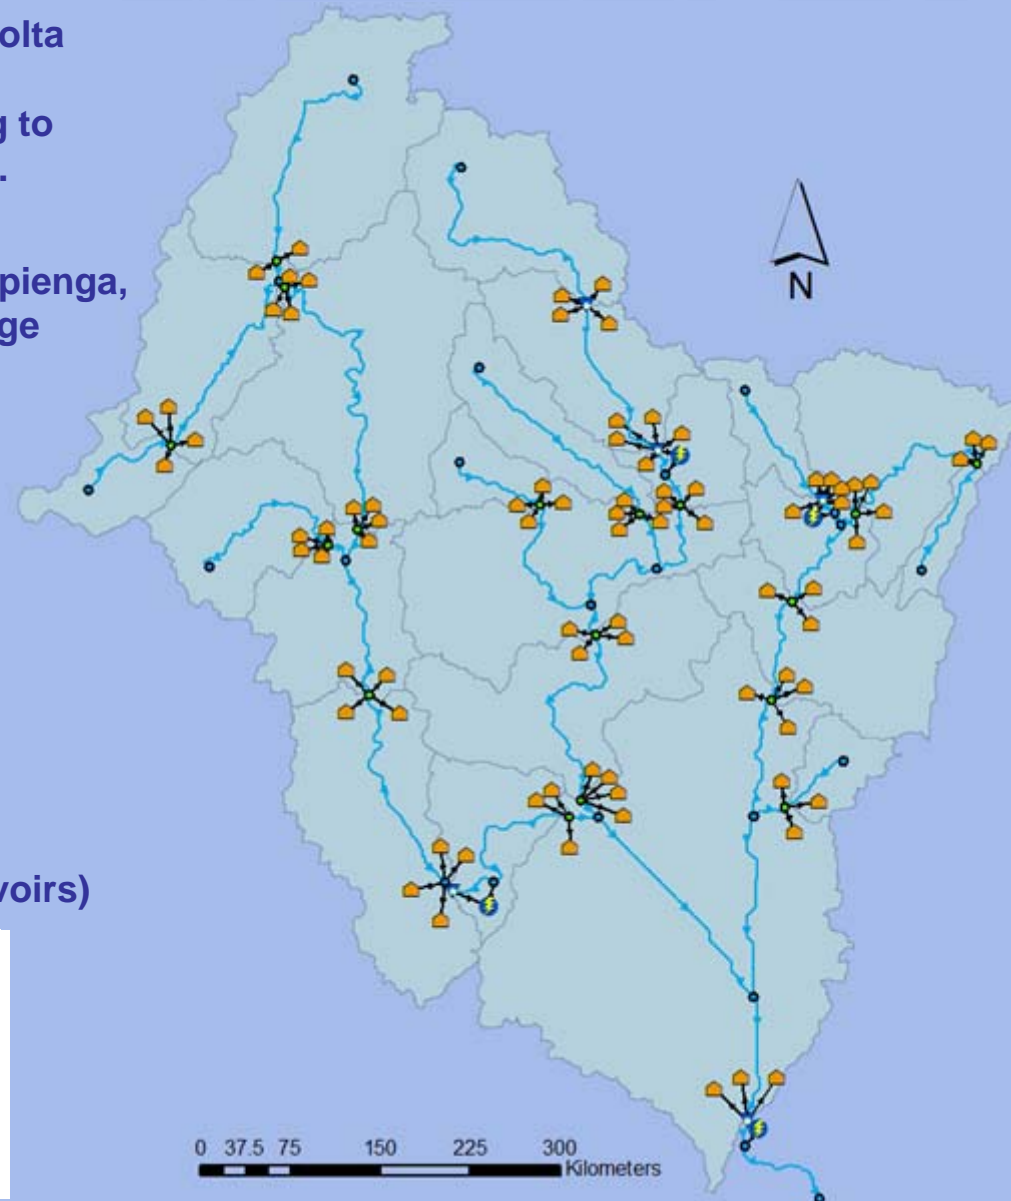 olta
g to
.
pienga,
ge
N
voirs)
0 37.5 75 150 225 300
Kilometers